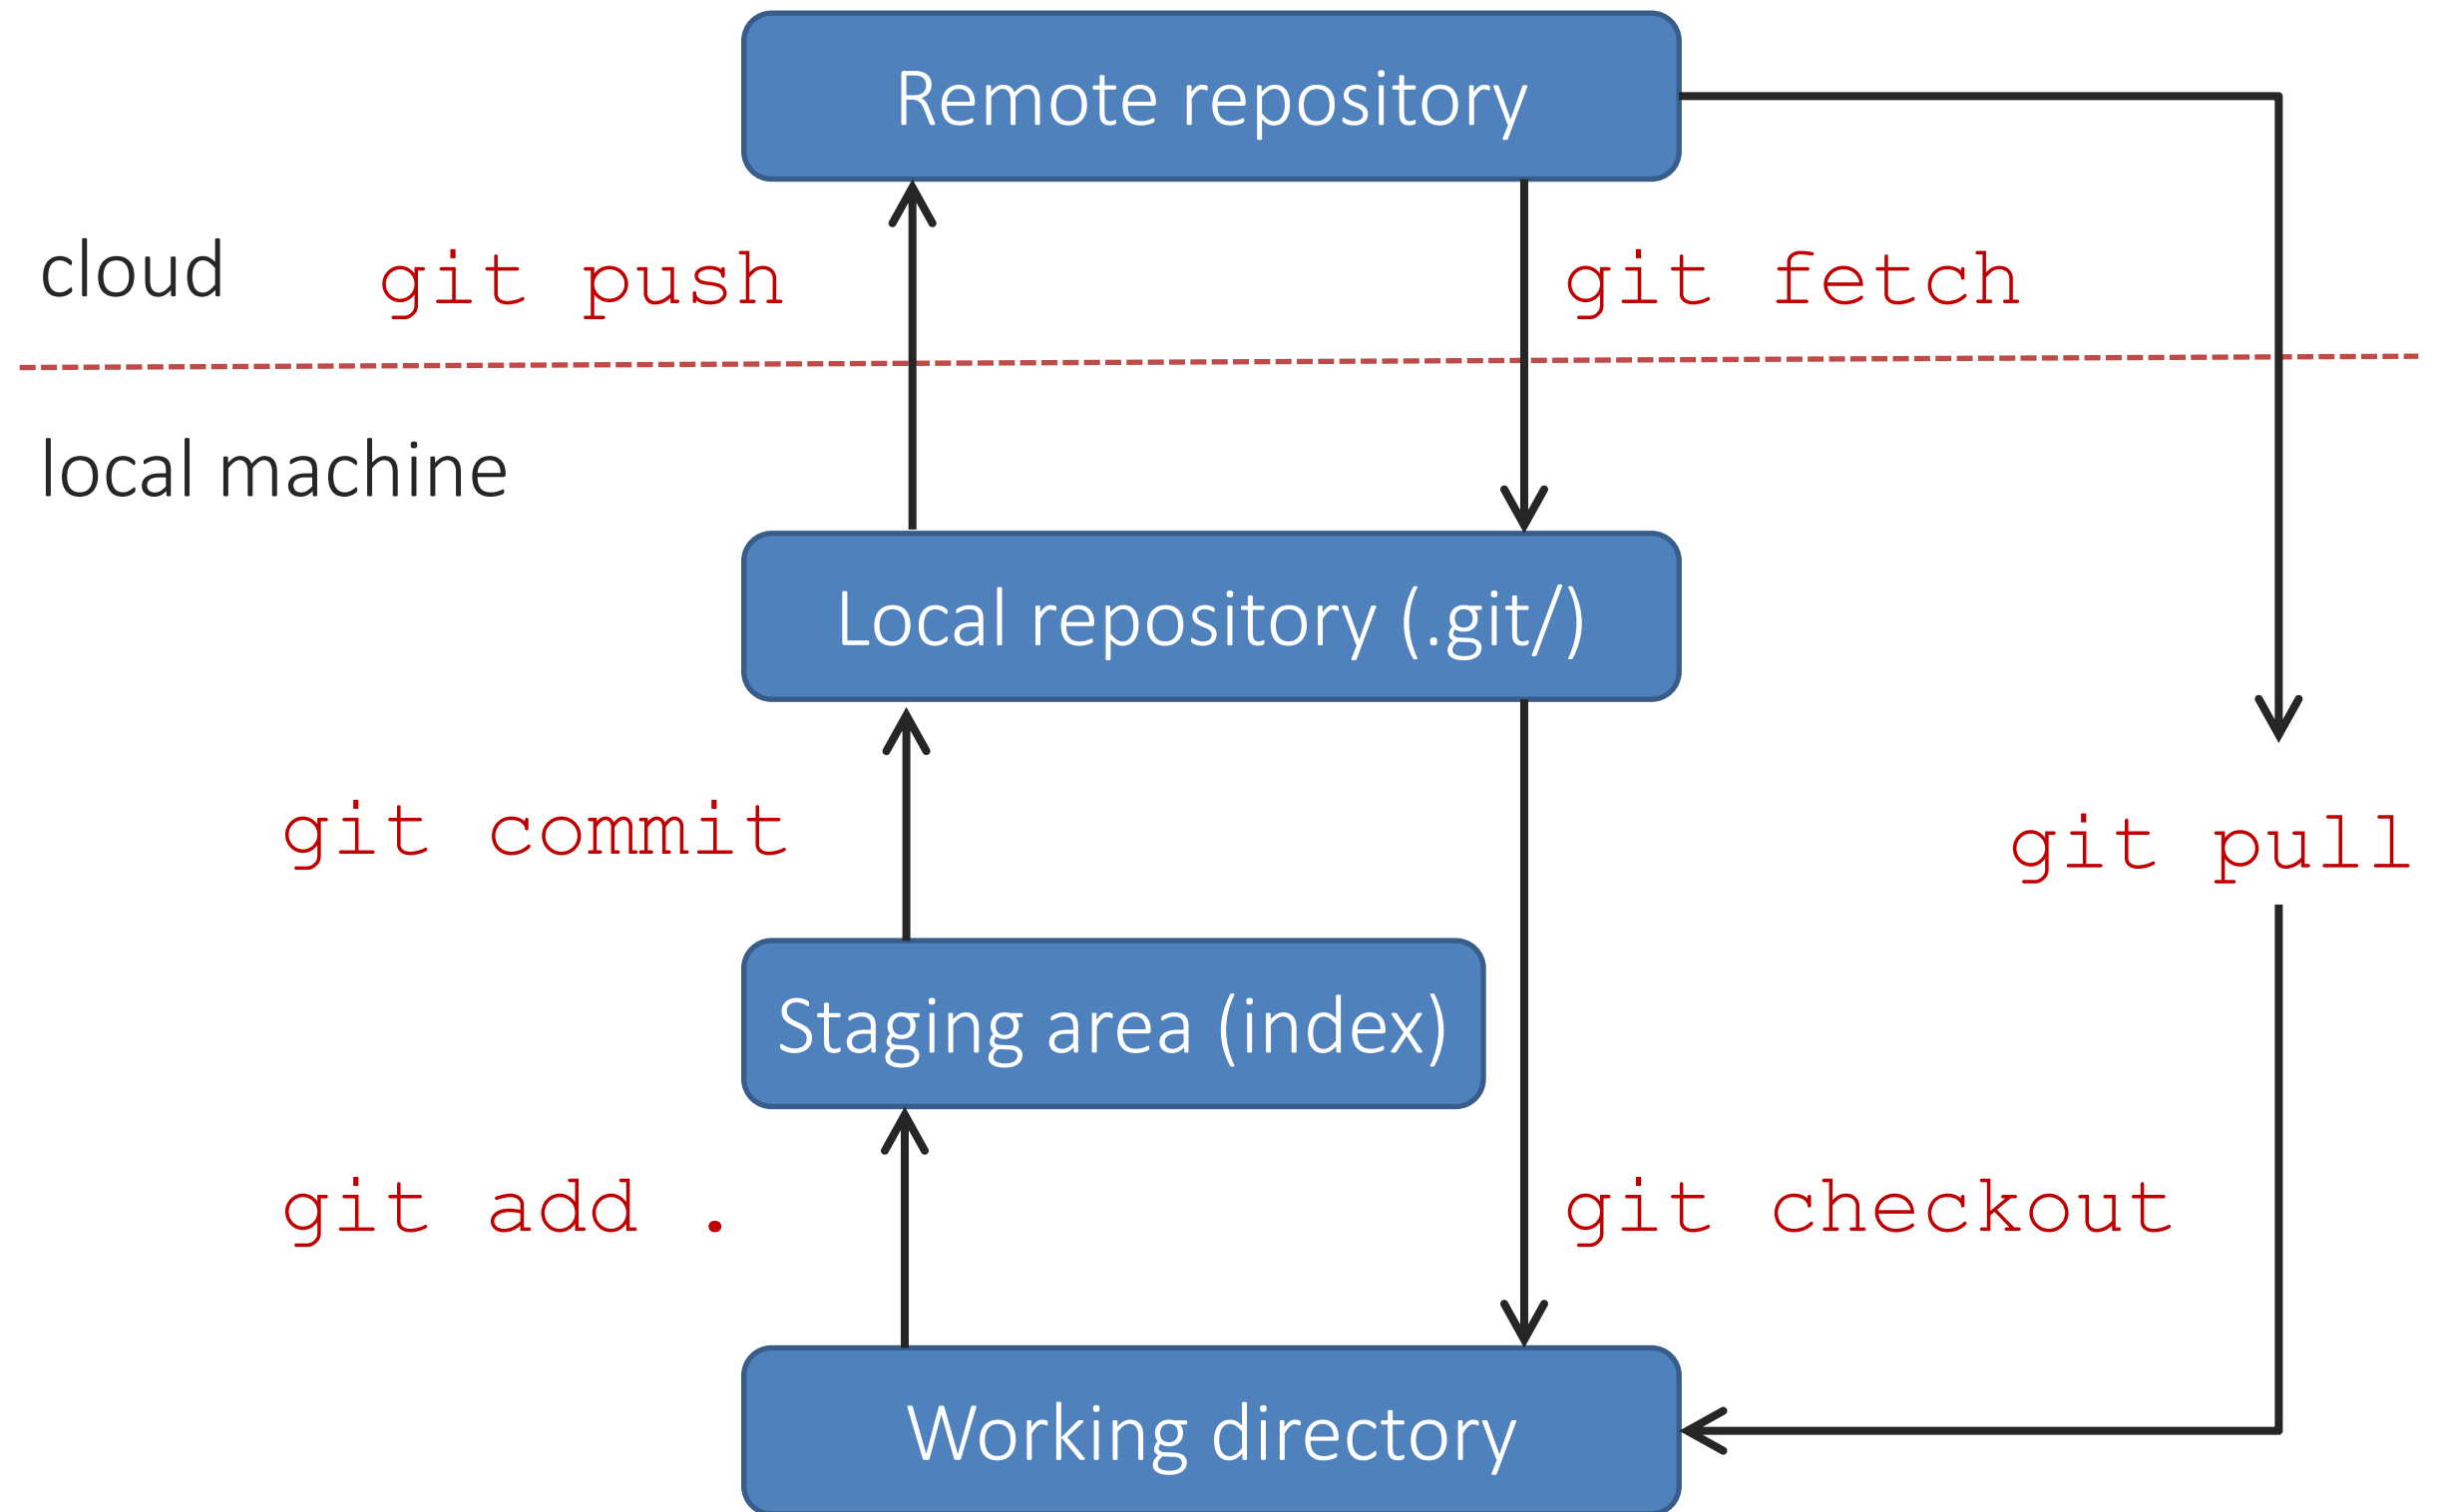 Remote repository
cloud
git push
git fetch
local machine
Local repository (.git/)
git commit
git pull
Staging area (index)
git add .
git checkout
Working directory